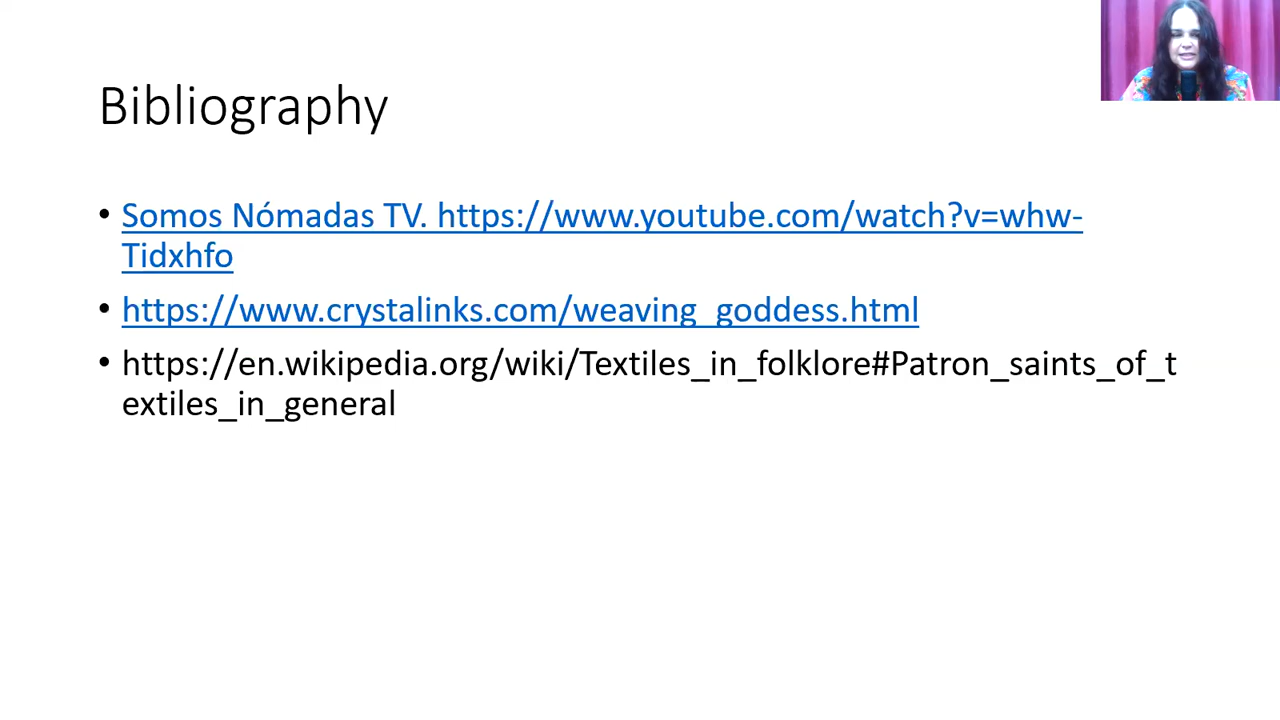 Bibliography
• Somos Nómadas TV. https://www.youtube.com/watch?v=whw-
Tidxhfo
• https://www.crystalinks.com/weaving_goddess.html
• https://en.wikipedia.org/wiki/Textiles_in_folklore#Patron_saints_of_t
extiles_in_general